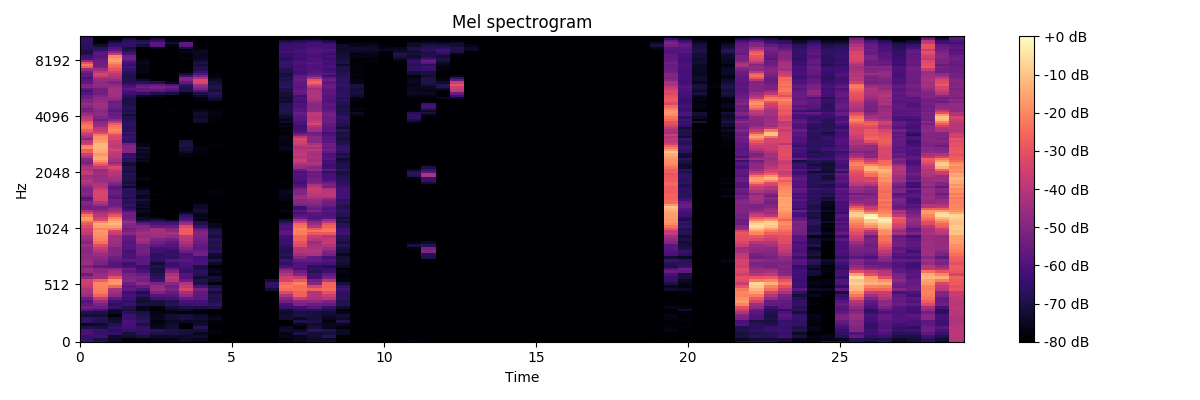 Mel spectrogram
+0 dB
8192
-10 dB
-20 dB
4096
-30 dB
Hz
2048
-40 dB
1024
-50 dB
-60 dB
512
-70 dB
0
-80 dB
0 5 10 15 20 25
Time